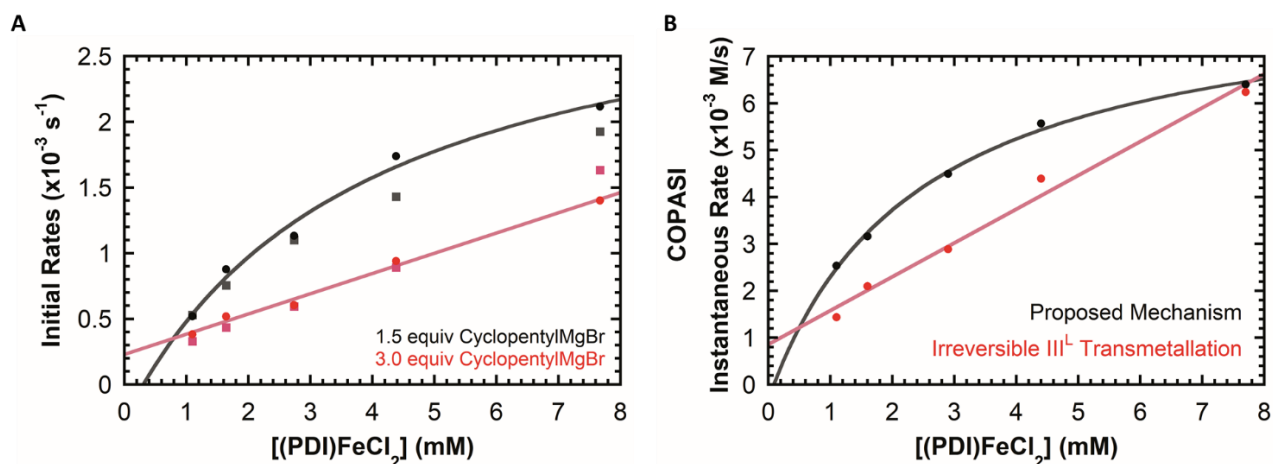 A
Initial Rates (x10⁻³ s⁻¹)
2.5
2
1.5
1
0.5
0
0 1 2 3 4 5 6 7 8
[(PDI)FeCl₂] (mM)
1.5 equiv CyclopentylMgBr
3.0 equiv CyclopentylMgBr
B
COPASI
Instantaneous Rate (x10⁻³ M/s)
7
6
5
4
3
2
1
0
0 1 2 3 4 5 6 7 8
[(PDI)FeCl₂] (mM)
Proposed Mechanism
Irreversible IIIᴸ Transmetallation